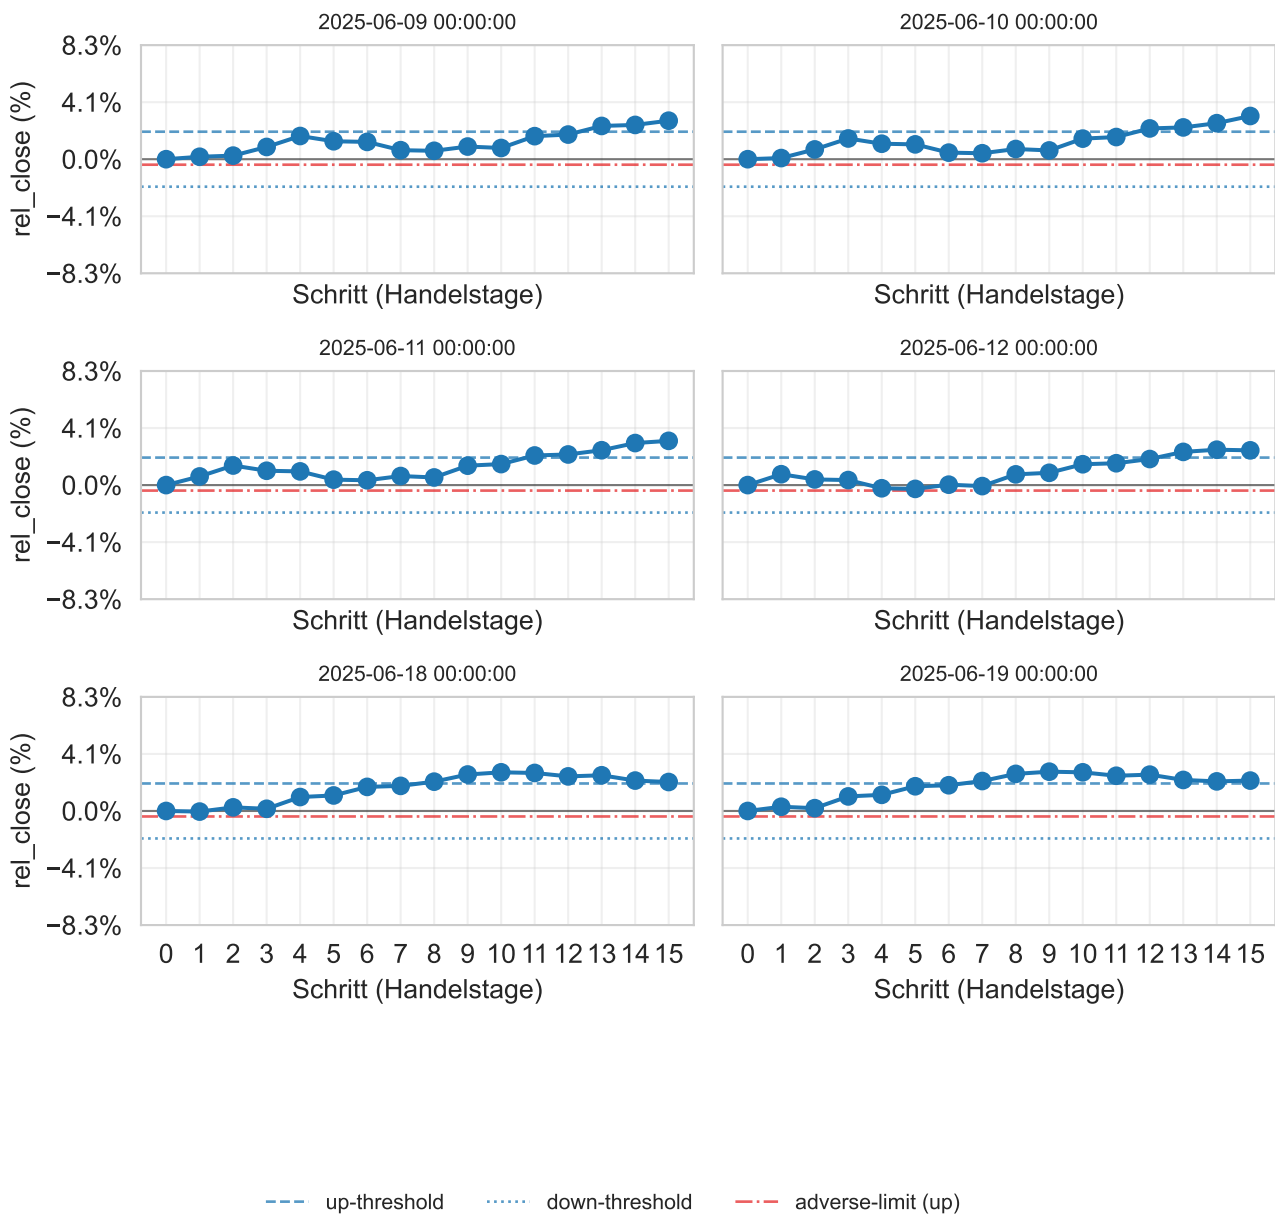 2025-06-09 00:00:00
2025-06-10 00:00:00
8.3%
4.1%
0.0%
−4.1%
−8.3%
rel_close (%)
Schritt (Handelstage)
Schritt (Handelstage)
2025-06-11 00:00:00
2025-06-12 00:00:00
8.3%
4.1%
0.0%
−4.1%
−8.3%
rel_close (%)
Schritt (Handelstage)
Schritt (Handelstage)
2025-06-18 00:00:00
2025-06-19 00:00:00
8.3%
4.1%
0.0%
−4.1%
−8.3%
rel_close (%)
0 1 2 3 4 5 6 7 8 9 10 11 12 13 14 15
0 1 2 3 4 5 6 7 8 9 10 11 12 13 14 15
Schritt (Handelstage)
Schritt (Handelstage)
up-threshold
down-threshold
adverse-limit (up)